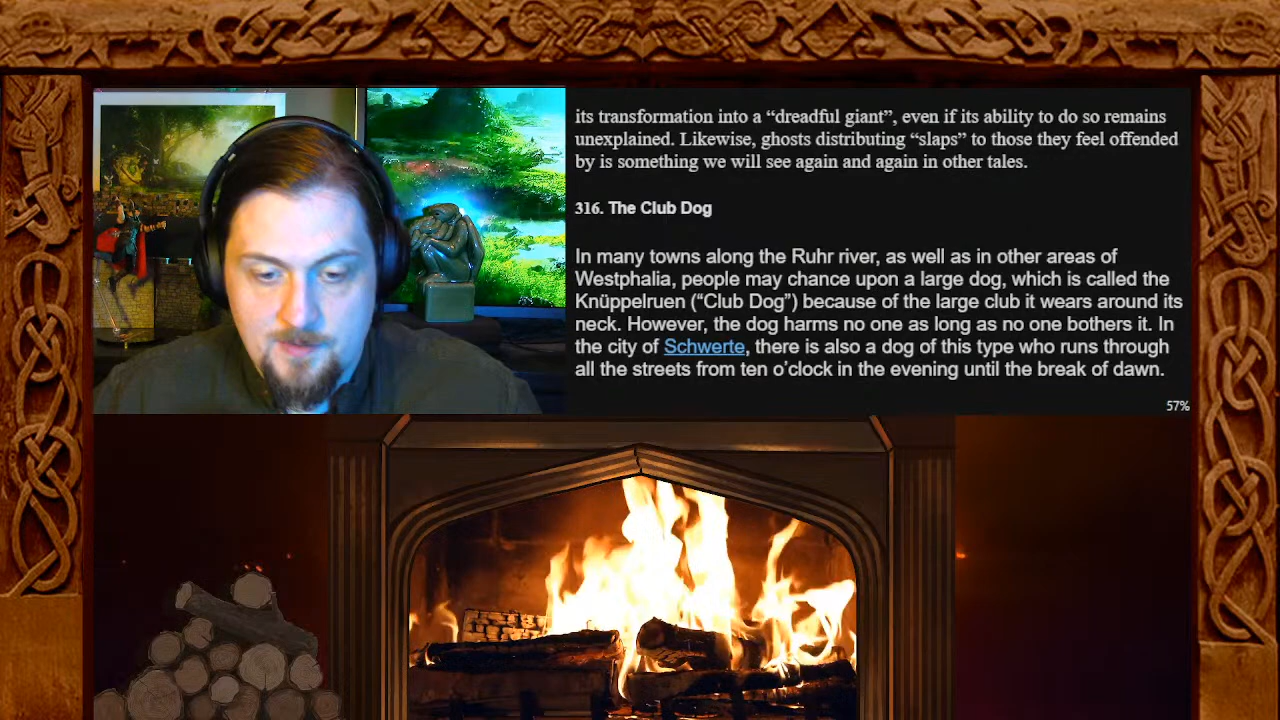 its transformation into a “dreadful giant”, even if its ability to do so remains
unexplained. Likewise, ghosts distributing “slaps” to those they feel offended
by is something we will see again and again in other tales.
316. The Club Dog
In many towns along the Ruhr river, as well as in other areas of
Westphalia, people may chance upon a large dog, which is called the
Knüppelruen (“Club Dog”) because of the large club it wears around its
neck. However, the dog harms no one as long as no one bothers it. In
the city of Schwerte, there is also a dog of this type who runs through
all the streets from ten o’clock in the evening until the break of dawn.
57%